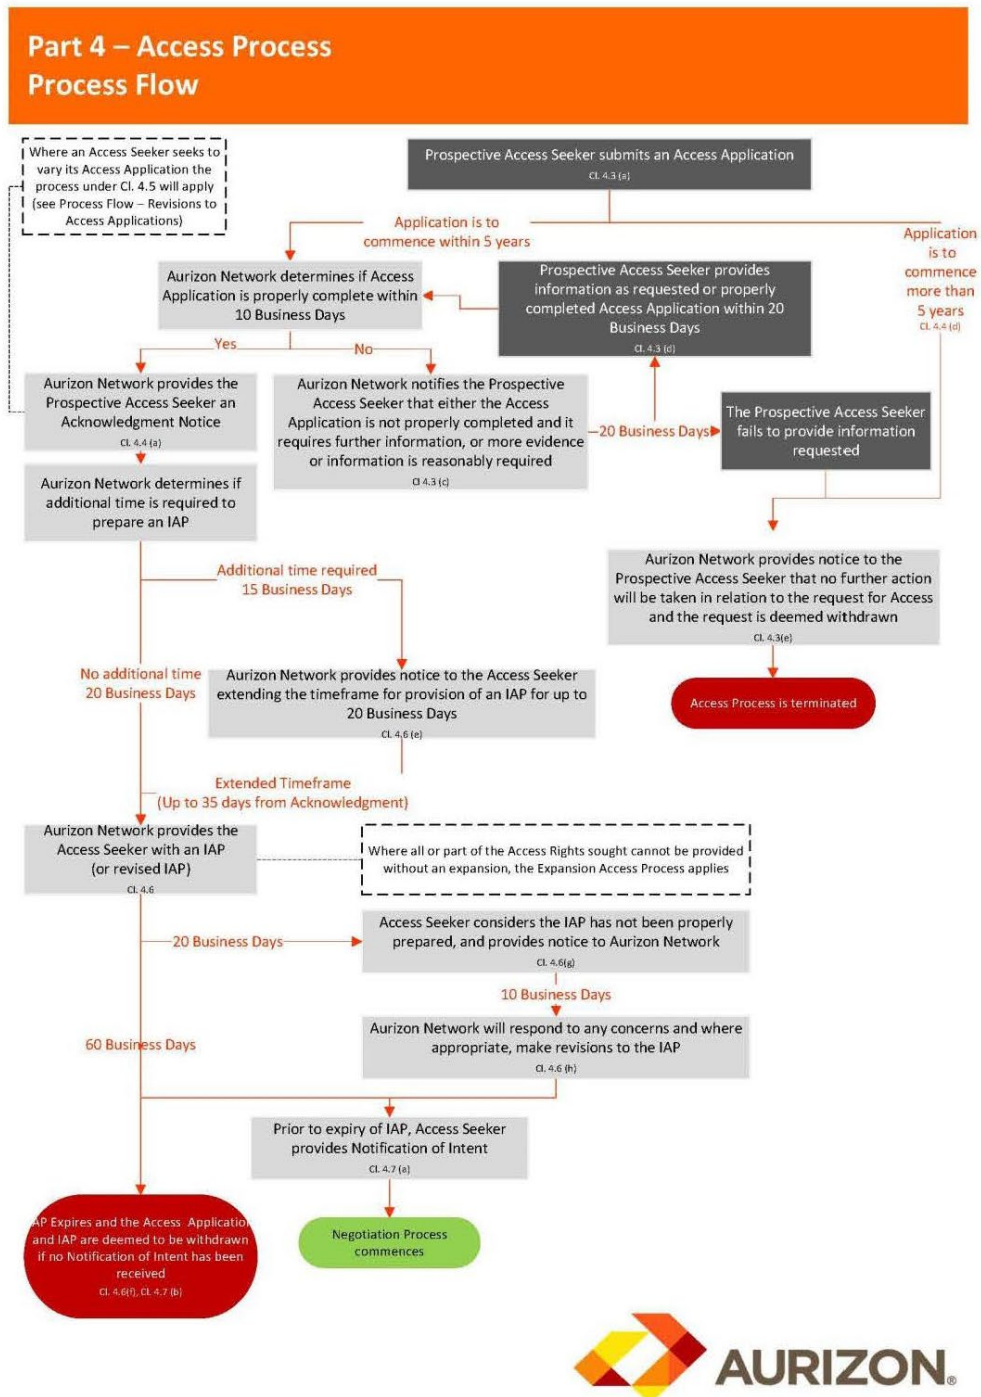 Part 4 – Access Process
Process Flow
Where an Access Seeker seeks to
vary its Access Application the
process under Cl. 4.5 will apply
(see Process Flow – Revisions to
Access Applications)
Prospective Access Seeker submits an Access Application
Cl. 4.3 (a)
Application is to
commence within 5 years
Application
is to
commence
more than
5 years
Cl. 4.4 (d)
Aurizon Network determines if Access
Application is properly complete within
10 Business Days
Prospective Access Seeker provides
information as requested or properly
completed Access Application within 20
Business Days
Cl. 4.3 (d)
Yes
No
Aurizon Network provides the
Prospective Access Seeker an
Acknowledgment Notice
Cl. 4.4 (a)
Aurizon Network notifies the Prospective
Access Seeker that either the Access
Application is not properly completed and it
requires further information, or more evidence
or information is reasonably required
Cl 4.3 (c)
20 Business Days
The Prospective Access Seeker
fails to provide information
requested
Aurizon Network determines if
additional time is required to
prepare an IAP
Additional time required
15 Business Days
Aurizon Network provides notice to the
Prospective Access Seeker that no further action
will be taken in relation to the request for Access
and the request is deemed withdrawn
Cl. 4.3(e)
No additional time
20 Business Days
Aurizon Network provides notice to the Access Seeker
extending the timeframe for provision of an IAP for up to
20 Business Days
Cl. 4.6 (e)
Access Process is terminated
Extended Timeframe
(Up to 35 days from Acknowledgment)
Aurizon Network provides the
Access Seeker with an IAP
(or revised IAP)
Cl. 4.6
Where all or part of the Access Rights sought cannot be provided
without an expansion, the Expansion Access Process applies
20 Business Days
Access Seeker considers the IAP has not been properly
prepared, and provides notice to Aurizon Network
Cl. 4.6(g)
10 Business Days
60 Business Days
Aurizon Network will respond to any concerns and where
appropriate, make revisions to the IAP
Cl. 4.6 (h)
Prior to expiry of IAP, Access Seeker
provides Notification of Intent
Cl. 4.7 (a)
AP Expires and the Access Application
and IAP are deemed to be withdrawn
if no Notification of Intent has been
received
Cl. 4.6(f), Cl. 4.7 (b)
Negotiation Process
commences
AURIZON®